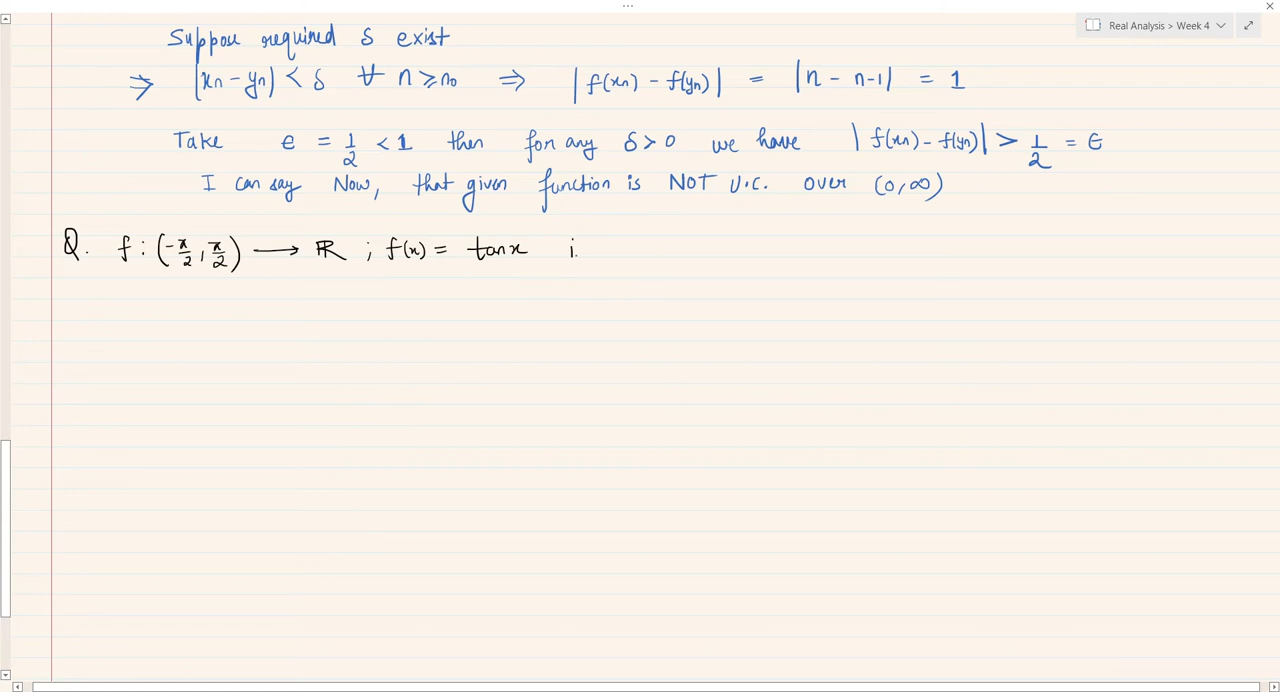 Real Analysis > Week 4
Suppose required δ exist
⇒ |xn - yn| < δ ∀ n ≥ n₀ ⇒ | f(xn) - f(yn) | = | n - n-1 | = 1
Take e = 1/2 < 1 then for any δ > 0 we have | f(xn) - f(yn) | > 1/2 = ϵ
I can say Now, that given function is NOT U.C. over (0,∞)
Q. f : (-π/2, π/2) ⟶ ℝ ; f(x) = tanx i